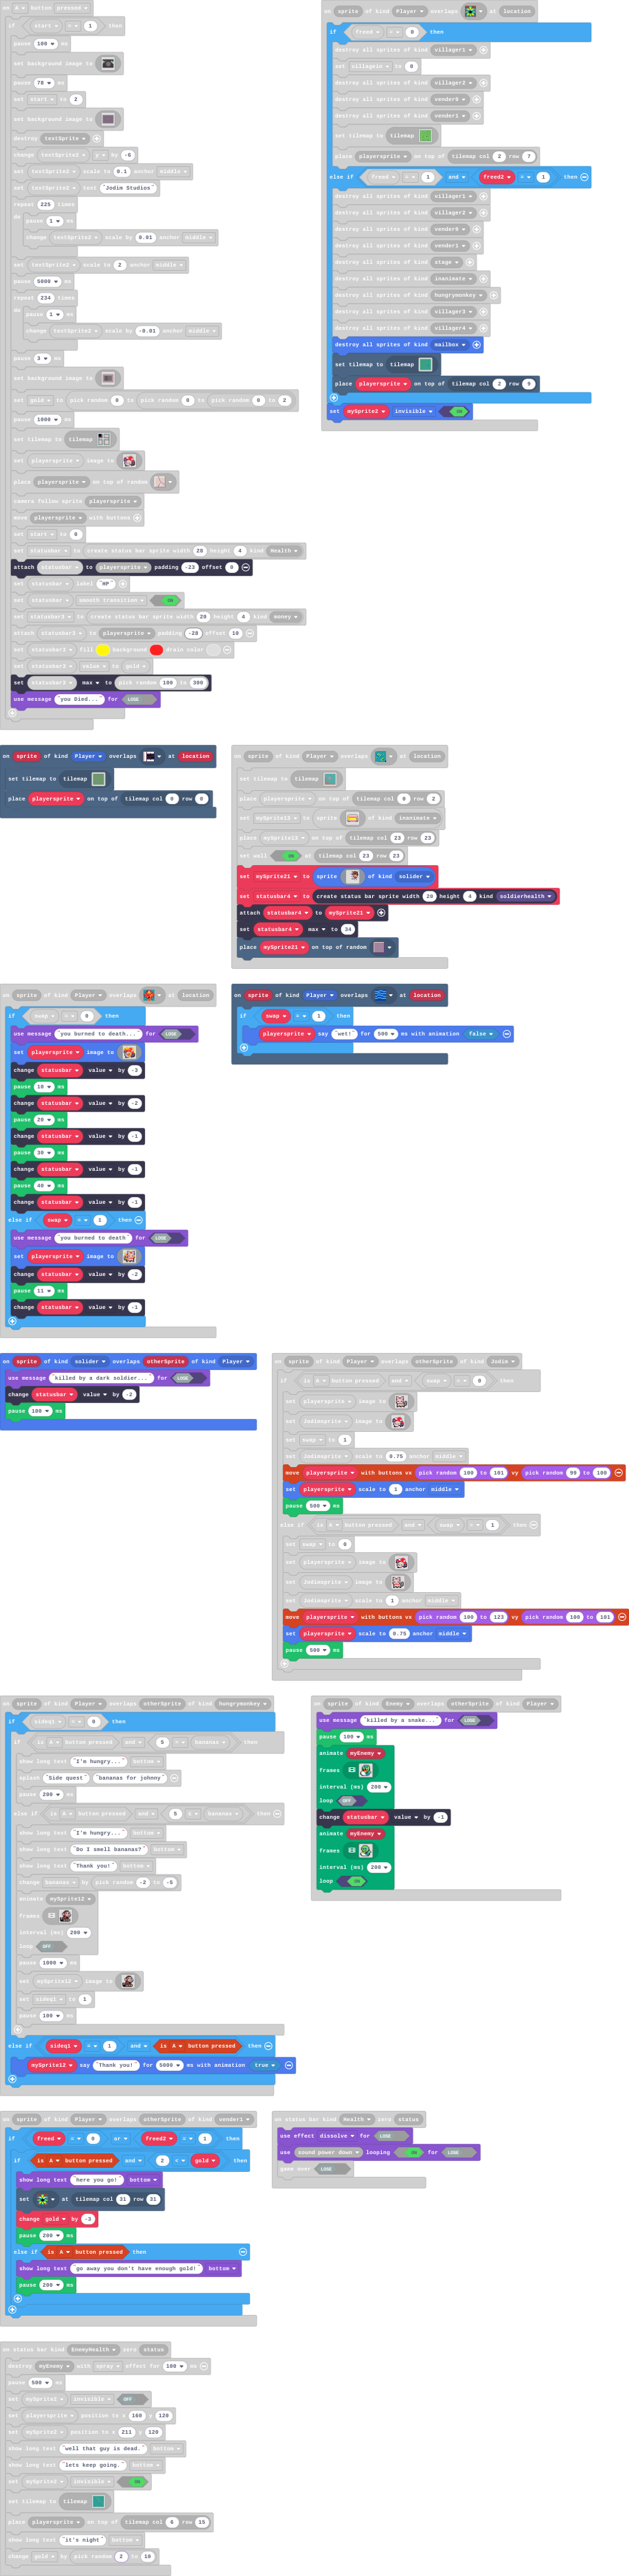 on A button pressed
if start = 1 then
pause 100 ms
set background image to
pause 78 ms
set start to 2
set background image to
destroy textSprite
change textSprite2 y by -6
set textSprite2 scale to 0.1 anchor middle
set textSprite2 text "Jodim Studios"
repeat 225 times
do
pause 1 ms
change textSprite2 scale by 0.01 anchor middle
set textSprite2 scale to 2 anchor middle
pause 5000 ms
repeat 234 times
do
pause 1 ms
change textSprite2 scale by -0.01 anchor middle
pause 3 ms
set background image to
set gold to pick random 0 to pick random 0 to pick random 0 to 2
pause 1000 ms
set tilemap to tilemap
set playersprite image to
place playersprite on top of random
camera follow sprite playersprite
move playersprite with buttons
set start to 0
set statusbar to create status bar sprite width 20 height 4 kind Health
attach statusbar to playersprite padding -23 offset 0
set statusbar label "HP"
set statusbar smooth transition ON
set statusbar3 to create status bar sprite width 20 height 4 kind money
attach statusbar3 to playersprite padding -28 offset 10
set statusbar3 fill background drain color
set statusbar3 value to gold
set statusbar3 max to pick random 100 to 300
use message "you Died..." for LOSE
on sprite of kind Player overlaps at location
if freed = 0 then
destroy all sprites of kind villager1
set villagein to 0
destroy all sprites of kind villager2
destroy all sprites of kind vender0
destroy all sprites of kind vender1
set tilemap to tilemap
place playersprite on top of tilemap col 2 row 7
else if freed = 1 and freed2 = 1 then
destroy all sprites of kind villager1
destroy all sprites of kind villager2
destroy all sprites of kind vender0
destroy all sprites of kind vender1
destroy all sprites of kind stage
destroy all sprites of kind inanimate
destroy all sprites of kind hungrymonkey
destroy all sprites of kind villager3
destroy all sprites of kind villager4
destroy all sprites of kind mailbox
set tilemap to tilemap
place playersprite on top of tilemap col 2 row 9
set mySprite2 invisible ON
on sprite of kind Player overlaps at location
set tilemap to tilemap
place playersprite on top of tilemap col 0 row 0
on sprite of kind Player overlaps at location
set tilemap to tilemap
place playersprite on top of tilemap col 0 row 2
set mySprite13 to sprite of kind inanimate
place mySprite13 on top of tilemap col 23 row 23
set wall ON at tilemap col 23 row 23
set mySprite21 to sprite of kind solider
set statusbar4 to create status bar sprite width 20 height 4 kind soldierhealth
attach statusbar4 to mySprite21
set statusbar4 max to 34
place mySprite21 on top of random
on sprite of kind Player overlaps at location
if swap = 0 then
use message "you burned to death..." for LOSE
set playersprite image to
change statusbar value by -3
pause 10 ms
change statusbar value by -2
pause 20 ms
change statusbar value by -1
pause 30 ms
change statusbar value by -1
pause 40 ms
change statusbar value by -1
else if swap = 1 then
use message "you burned to death" for LOSE
set playersprite image to
change statusbar value by -2
pause 11 ms
change statusbar value by -1
on sprite of kind Player overlaps at location
if swap = 1 then
playersprite say "wet!" for 500 ms with animation false
on sprite of kind solider overlaps otherSprite of kind Player
use message "killed by a dark soldier..." for LOSE
change statusbar value by -2
pause 100 ms
on sprite of kind Player overlaps otherSprite of kind Jodim
if is A button pressed and swap = 0 then
set playersprite image to
set Jodimsprite image to
set swap to 1
set Jodimsprite scale to 0.75 anchor middle
move playersprite with buttons vx pick random 100 to 101 vy pick random 99 to 100
set playersprite scale to 1 anchor middle
pause 500 ms
else if is A button pressed and swap = 1 then
set swap to 0
set playersprite image to
set Jodimsprite image to
set Jodimsprite scale to 1 anchor middle
move playersprite with buttons vx pick random 100 to 123 vy pick random 100 to 101
set playersprite scale to 0.75 anchor middle
pause 500 ms
on sprite of kind Player overlaps otherSprite of kind hungrymonkey
if sideq1 = 0 then
if is A button pressed and 5 bananas then
show long text "I'm hungry..." bottom
splash "Side quest" "bananas for johnny"
pause 200 ms
else if is A button pressed and 5 bananas then
show long text "I'm hungry..." bottom
show long text "Do I smell bananas?" bottom
show long text "Thank you!" bottom
change bananas by pick random -2 to -5
animate mySprite12
frames
interval (ms) 200
loop OFF
pause 1000 ms
set mySprite12 image to
set sideq1 to 1
pause 100 ms
else if sideq1 = 1 and is A button pressed then
mySprite12 say "Thank you!" for 5000 ms with animation true
on sprite of kind Enemy overlaps otherSprite of kind Player
use message "killed by a snake..." for LOSE
pause 100 ms
animate myEnemy
frames
interval (ms) 200
loop OFF
change statusbar value by -1
animate myEnemy
frames
interval (ms) 200
loop ON
on sprite of kind Player overlaps otherSprite of kind vender1
if freed = 0 or freed2 = 1 then
if is A button pressed and 2 < gold then
show long text "here you go!" bottom
set at tilemap col 31 row 31
change gold by -3
pause 200 ms
else if is A button pressed then
show long text "go away you don't have enough gold!" bottom
pause 200 ms
on status bar kind Health zero status
use effect dissolve for LOSE
use sound power down looping ON for LOSE
game over LOSE
on status bar kind EnemyHealth zero status
destroy myEnemy with spray effect for 100 ms
pause 500 ms
set mySprite2 invisible OFF
set playersprite position to x 160 y 120
set mySprite2 position to x 211 y 120
show long text "well that guy is dead." bottom
show long text "lets keep going." bottom
set mySprite2 invisible ON
set tilemap to tilemap
place playersprite on top of tilemap col 6 row 15
show long text "it's night" bottom
change gold by pick random 2 to 10